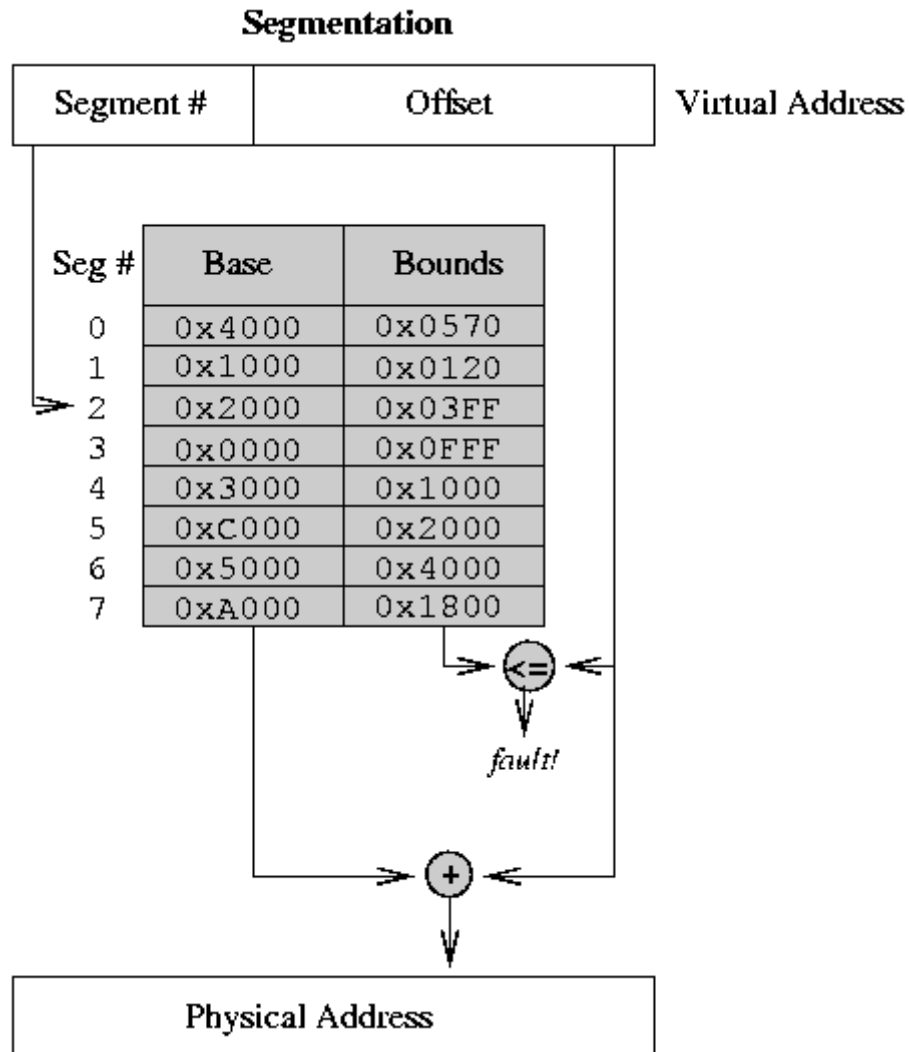 Segmentation
Segment # Offset Virtual Address
Seg # Base Bounds
0 0x4000 0x0570
1 0x1000 0x0120
2 0x2000 0x03FF
3 0x0000 0x0FFF
4 0x3000 0x1000
5 0xC000 0x2000
6 0x5000 0x4000
7 0xA000 0x1800
<=
fault!
+
Physical Address